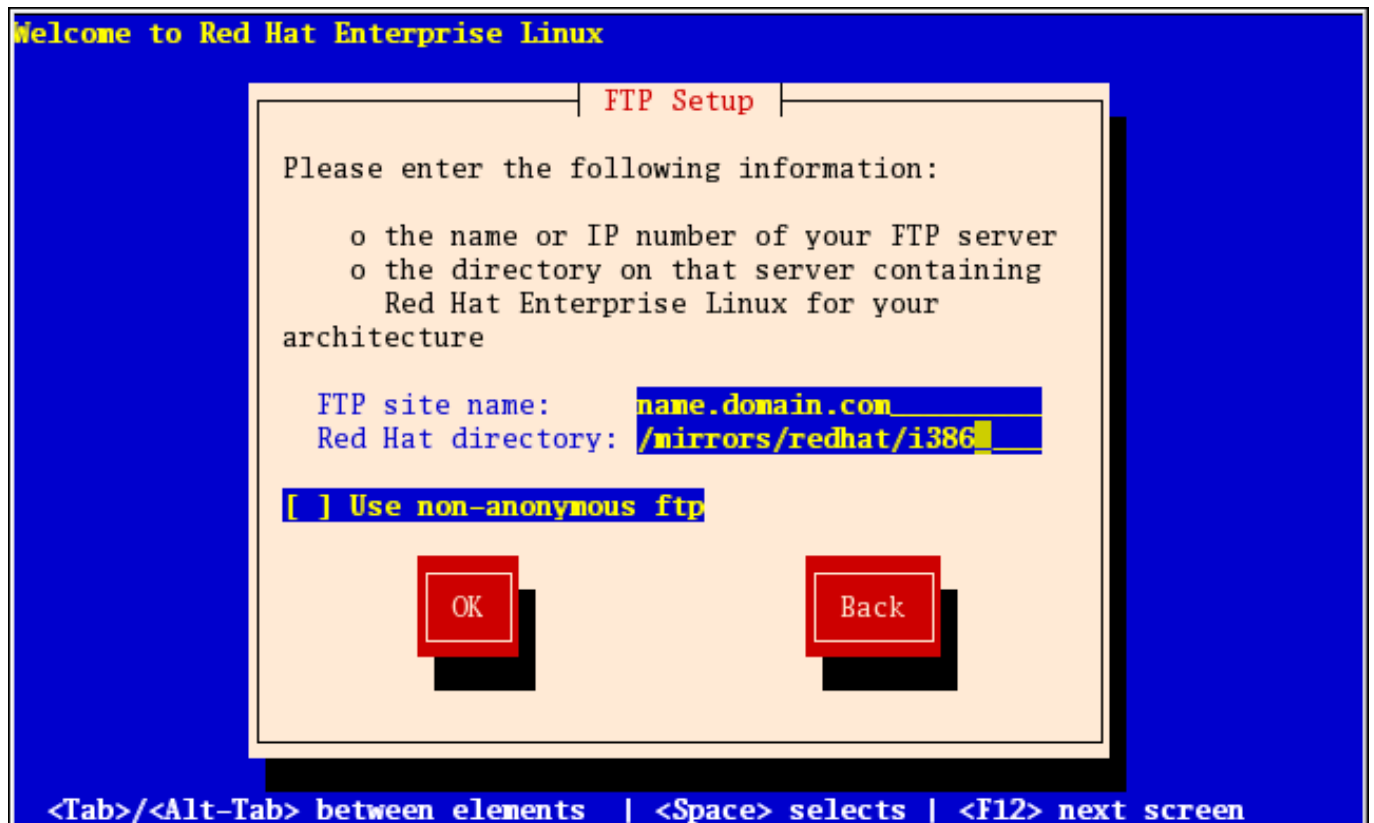 Welcome to Red Hat Enterprise Linux
FTP Setup
Please enter the following information:
o the name or IP number of your FTP server
o the directory on that server containing
Red Hat Enterprise Linux for your
architecture
FTP site name: name.domain.com
Red Hat directory: /mirrors/redhat/i386
[ ] Use non-anonymous ftp
OK Back
<Tab>/<Alt-Tab> between elements | <Space> selects | <F12> next screen